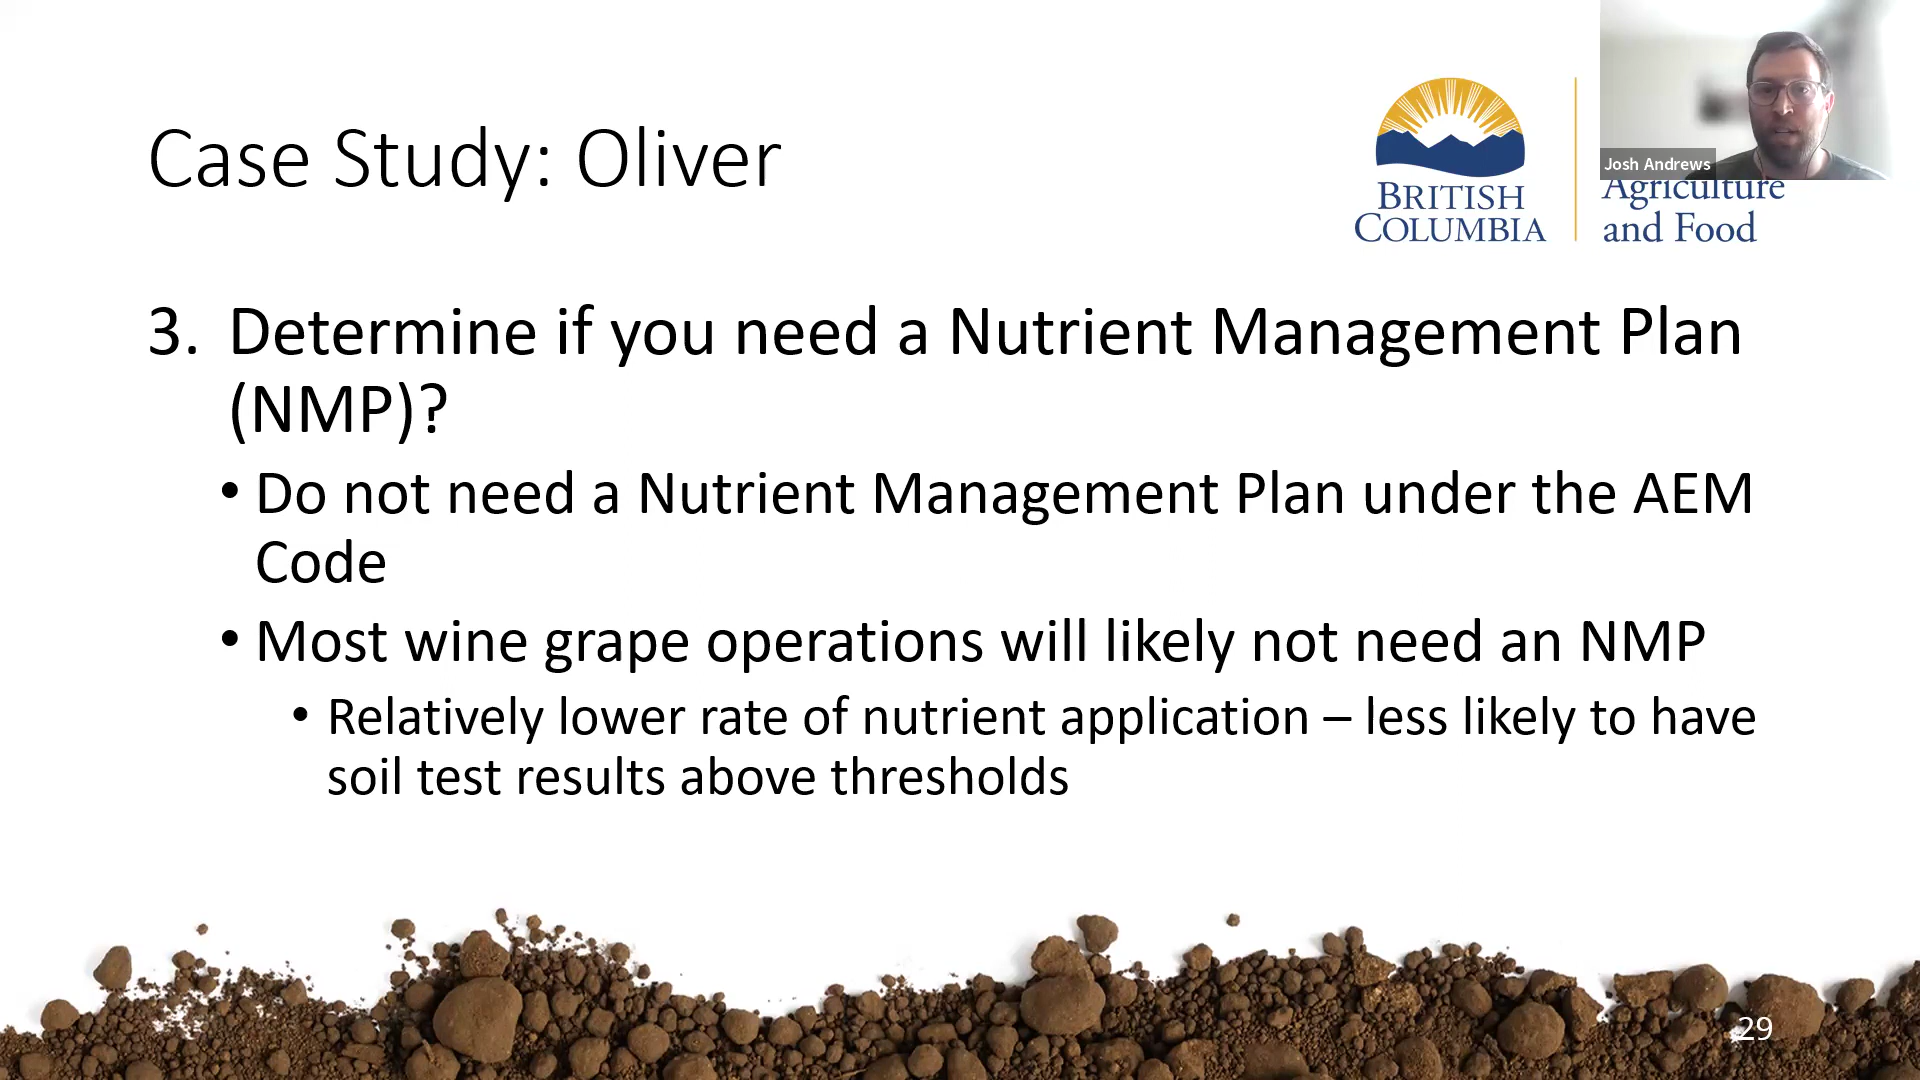 Case Study: Oliver
BRITISH
COLUMBIA
Josh Andrews
Agriculture
and Food
3. Determine if you need a Nutrient Management Plan
(NMP)?
• Do not need a Nutrient Management Plan under the AEM
Code
• Most wine grape operations will likely not need an NMP
• Relatively lower rate of nutrient application – less likely to have
soil test results above thresholds
29